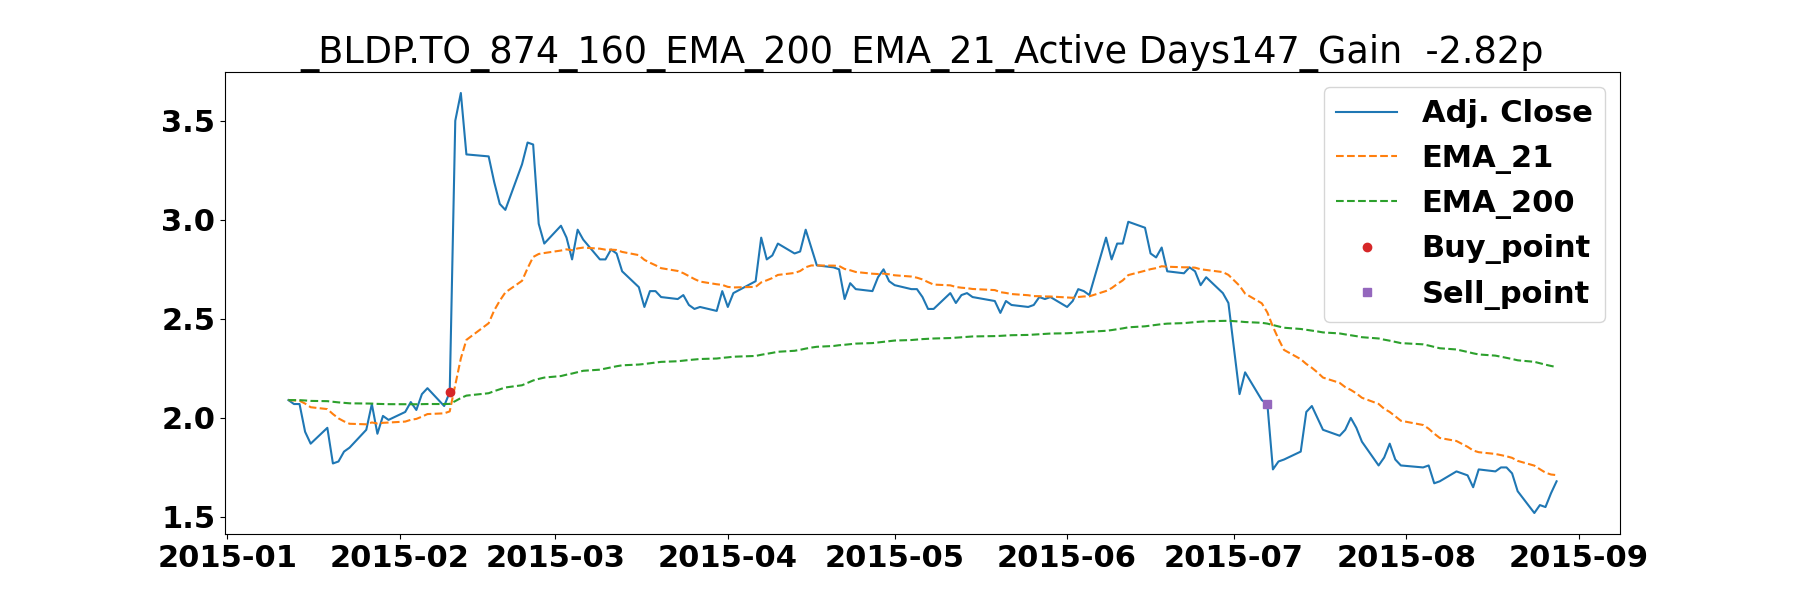 _BLDP.TO_874_160_EMA_200_EMA_21_Active Days147_Gain  -2.82p
3.5
3.0
2.5
2.0
1.5
Adj. Close
EMA_21
EMA_200
Buy_point
Sell_point
2015-01 2015-02 2015-03 2015-04 2015-05 2015-06 2015-07 2015-08 2015-09